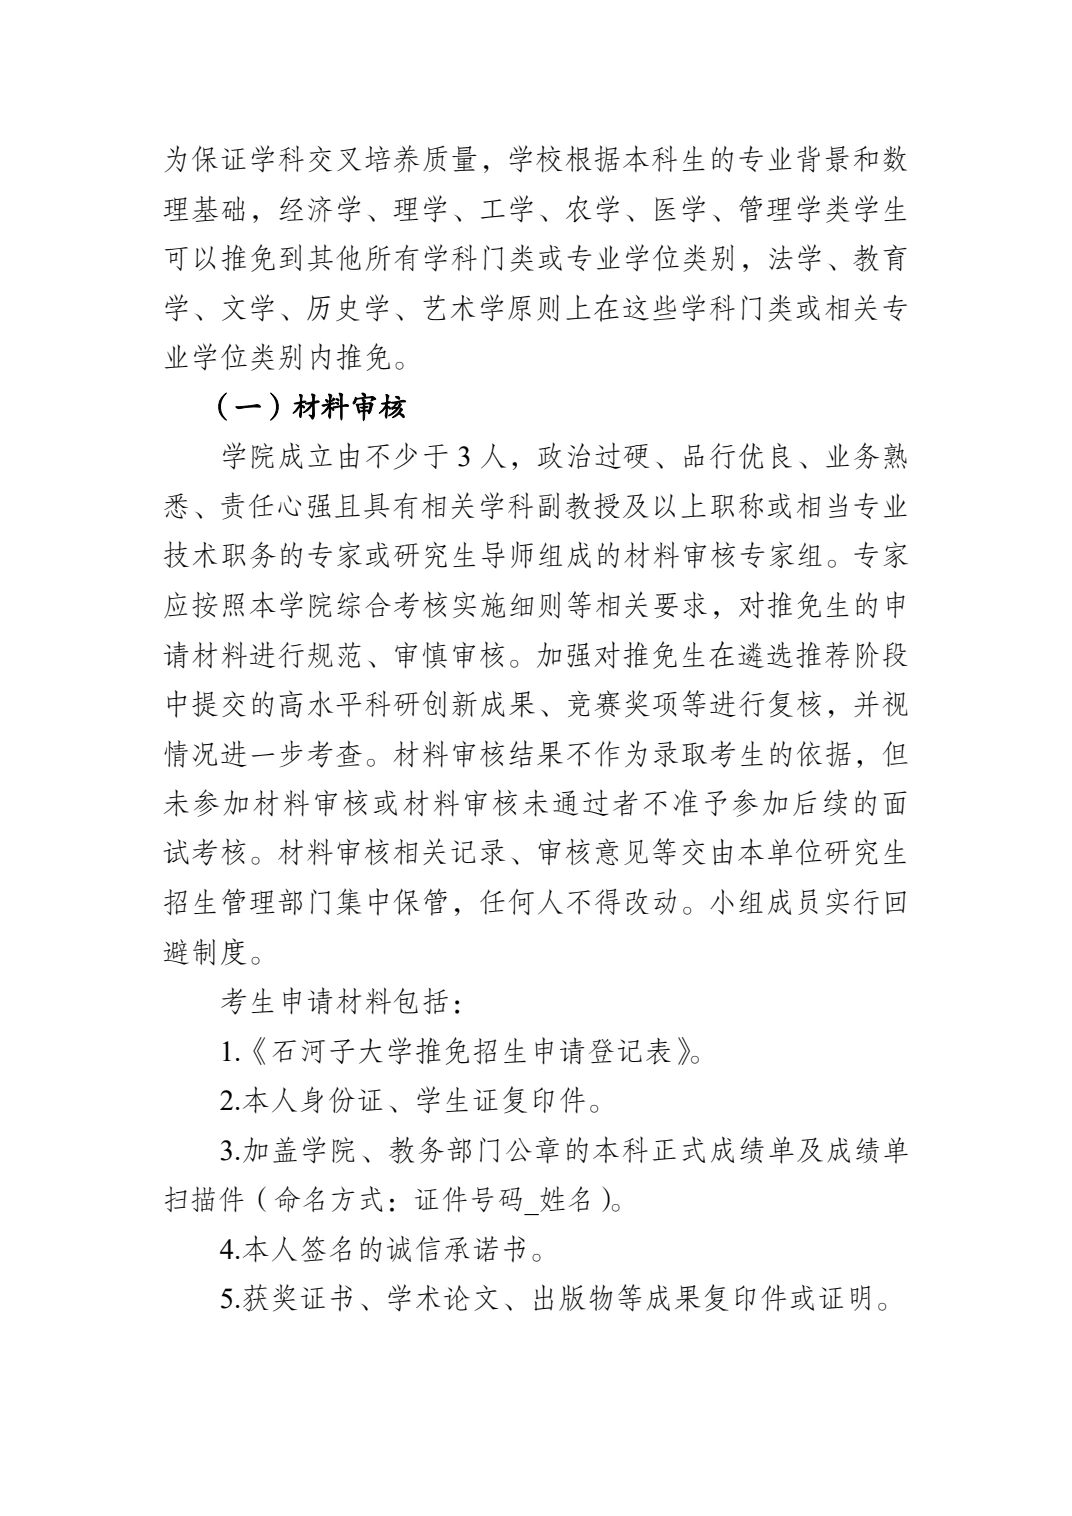 为保证学科交叉培养质量，学校根据本科生的专业背景和数
理基础，经济学、理学、工学、农学、医学、管理学类学生
可以推免到其他所有学科门类或专业学位类别，法学、教育
学、文学、历史学、艺术学原则上在这些学科门类或相关专
业学位类别内推免。
（一）材料审核
学院成立由不少于 3 人，政治过硬、品行优良、业务熟
悉、责任心强且具有相关学科副教授及以上职称或相当专业
技术职务的专家或研究生导师组成的材料审核专家组。专家
应按照本学院综合考核实施细则等相关要求，对推免生的申
请材料进行规范、审慎审核。加强对推免生在遴选推荐阶段
中提交的高水平科研创新成果、竞赛奖项等进行复核，并视
情况进一步考查。材料审核结果不作为录取考生的依据，但
未参加材料审核或材料审核未通过者不准予参加后续的面
试考核。材料审核相关记录、审核意见等交由本单位研究生
招生管理部门集中保管，任何人不得改动。小组成员实行回
避制度。
考生申请材料包括：
1.《石河子大学推免招生申请登记表》。
2.本人身份证、学生证复印件。
3.加盖学院、教务部门公章的本科正式成绩单及成绩单
扫描件（命名方式：证件号码_姓名）。
4.本人签名的诚信承诺书。
5.获奖证书、学术论文、出版物等成果复印件或证明。